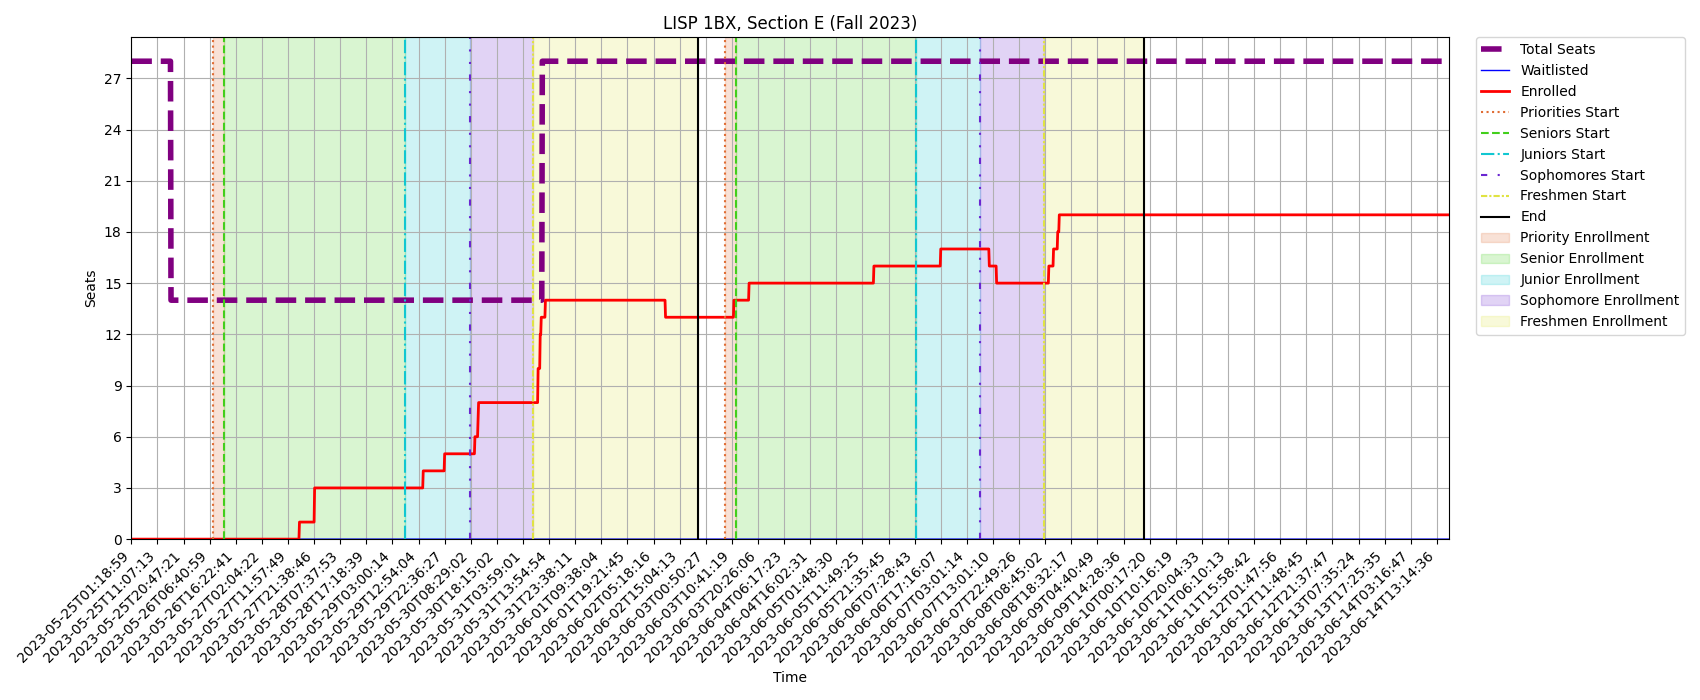 LISP 1BX, Section E (Fall 2023)
Seats
27
24
21
18
15
12
9
6
3
0
2023-05-25T01:18:59
2023-05-25T11:07:13
2023-05-25T20:47:21
2023-05-26T06:40:59
2023-05-26T16:22:41
2023-05-27T02:04:22
2023-05-27T11:57:49
2023-05-27T21:38:46
2023-05-28T07:37:53
2023-05-28T17:18:39
2023-05-29T03:00:14
2023-05-29T12:54:04
2023-05-29T22:36:27
2023-05-30T08:29:02
2023-05-30T18:15:02
2023-05-31T03:59:01
2023-05-31T13:54:54
2023-05-31T23:38:11
2023-06-01T09:38:04
2023-06-01T19:21:45
2023-06-02T05:18:16
2023-06-02T15:04:13
2023-06-03T00:50:27
2023-06-03T10:41:19
2023-06-03T20:26:06
2023-06-04T06:17:23
2023-06-04T16:02:31
2023-06-05T01:48:30
2023-06-05T11:49:25
2023-06-05T21:35:45
2023-06-06T07:28:43
2023-06-06T17:16:07
2023-06-07T03:01:14
2023-06-07T13:01:10
2023-06-07T22:49:26
2023-06-08T08:45:02
2023-06-08T18:32:17
2023-06-09T04:40:49
2023-06-09T14:28:36
2023-06-10T00:17:20
2023-06-10T10:16:19
2023-06-10T20:04:33
2023-06-11T06:10:13
2023-06-11T15:58:42
2023-06-12T01:47:56
2023-06-12T11:48:45
2023-06-12T21:37:47
2023-06-13T07:35:24
2023-06-13T17:25:35
2023-06-14T03:16:47
2023-06-14T13:14:36
Time
Total Seats
Waitlisted
Enrolled
Priorities Start
Seniors Start
Juniors Start
Sophomores Start
Freshmen Start
End
Priority Enrollment
Senior Enrollment
Junior Enrollment
Sophomore Enrollment
Freshmen Enrollment